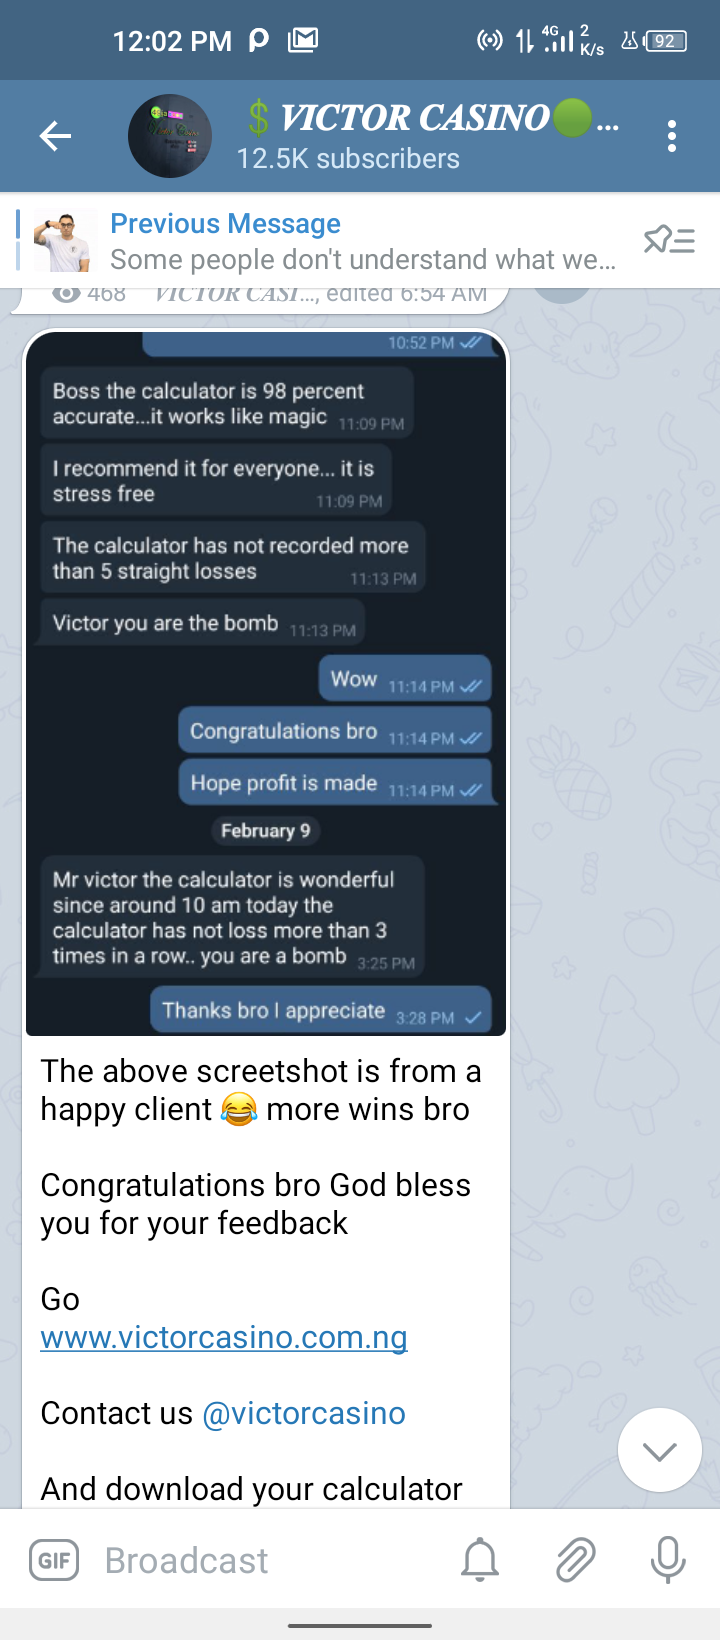 12:02 PM
4G
2
K/s
92
$ VICTOR CASINO...
12.5K subscribers
Previous Message
Some people don't understand what we...
468 VICTOR CASI..., edited 6:54 AM
10:52 PM
Boss the calculator is 98 percent
accurate...it works like magic 11:09 PM
I recommend it for everyone... it is
stress free 11:09 PM
The calculator has not recorded more
than 5 straight losses 11:13 PM
Victor you are the bomb 11:13 PM
Wow 11:14 PM
Congratulations bro 11:14 PM
Hope profit is made 11:14 PM
February 9
Mr victor the calculator is wonderful
since around 10 am today the
calculator has not loss more than 3
times in a row.. you are a bomb 3:25 PM
Thanks bro I appreciate 3:28 PM
The above screetshot is from a
happy client 😂 more wins bro
Congratulations bro God bless
you for your feedback
Go
www.victorcasino.com.ng
Contact us @victorcasino
And download your calculator
GIF Broadcast